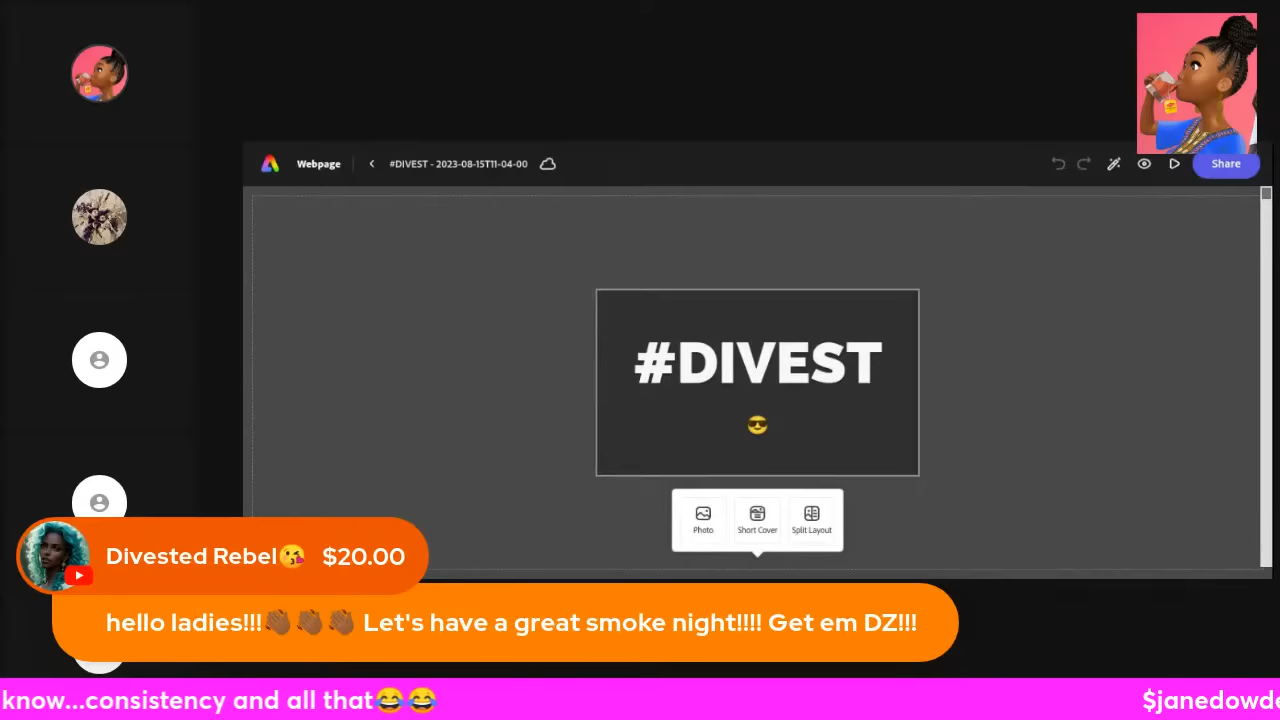 Webpage
#DIVEST - 2023-08-15T11-04-00
Share
#DIVEST
😎
Photo
Short Cover
Split Layout
Divested Rebel😘 $20.00
hello ladies!!!👏🏾👏🏾👏🏾 Let's have a great smoke night!!!! Get em DZ!!!
know...consistency and all that😂😂